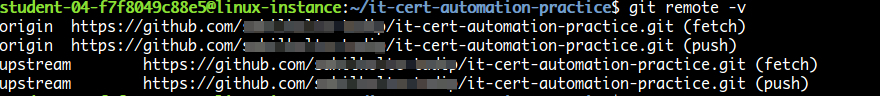 student-04-f7f8049c88e5@linux-instance:~/it-cert-automation-practice$ git remote -v
origin https://github.com/ /it-cert-automation-practice.git (fetch)
origin https://github.com/ /it-cert-automation-practice.git (push)
upstream https://github.com/ /it-cert-automation-practice.git (fetch)
upstream https://github.com/ /it-cert-automation-practice.git (push)